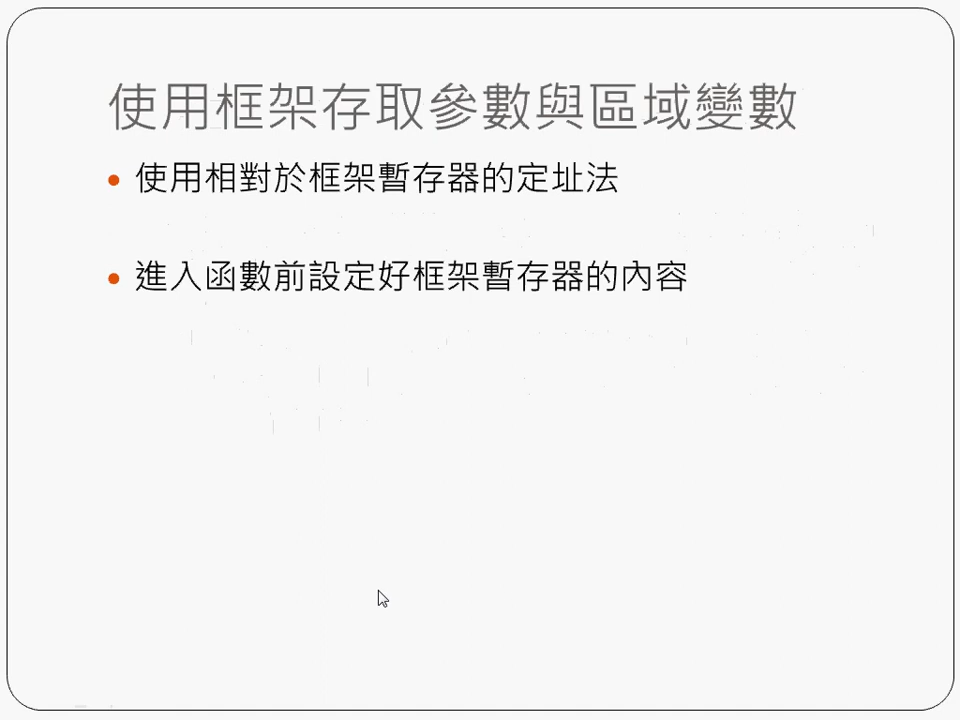 使用框架存取參數與區域變數
使用相對於框架暫存器的定址法
進入函數前設定好框架暫存器的內容